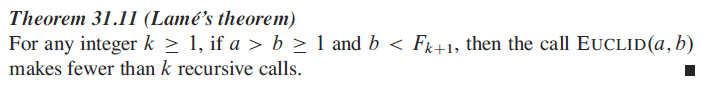 Theorem 31.11 (Lamé’s theorem)
For any integer k ≥ 1, if a > b ≥ 1 and b < Fₖ₊₁, then the call EUCLID(a, b)
makes fewer than k recursive calls. ■